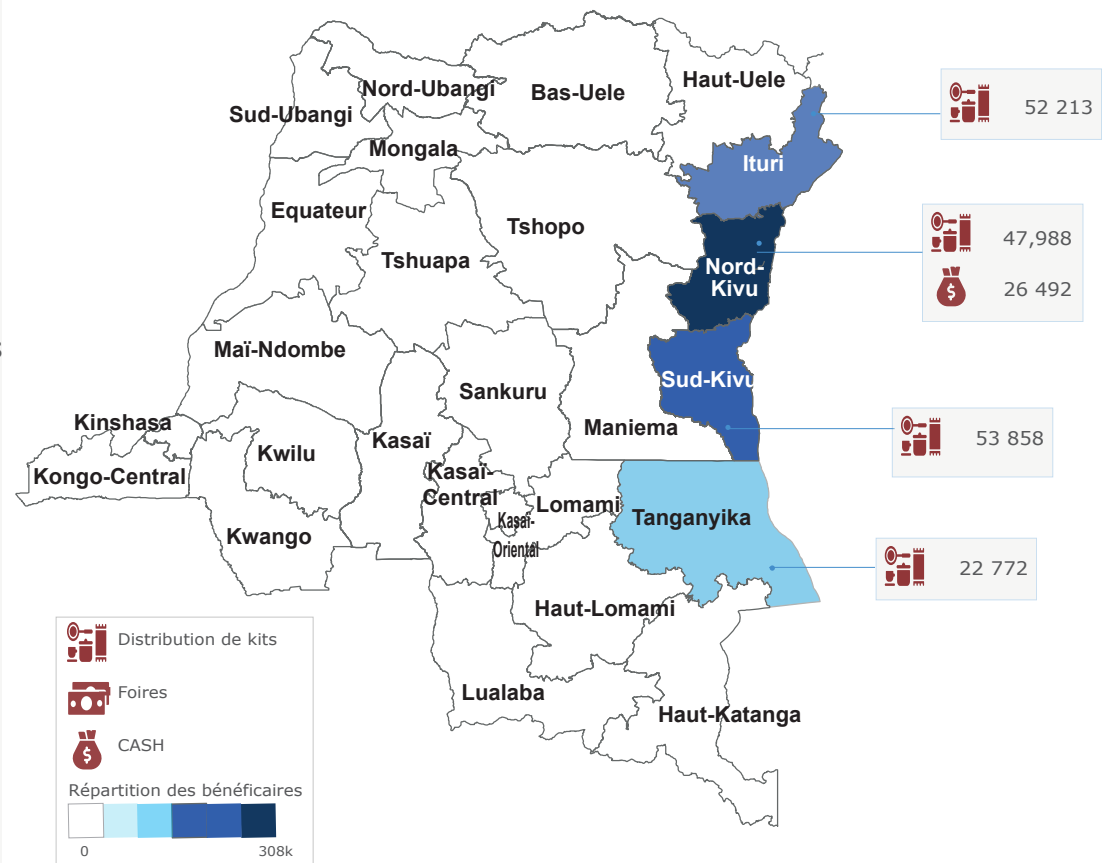 Haut-Uele
Nord-Ubangi
Bas-Uele
Sud-Ubangi
Mongala
Ituri
Equateur
Tshopo
Tshuapa
Nord-
Kivu
Maï-Ndombe
Sankuru
Sud-Kivu
Kinshasa
Maniema
Kasaï
Kwilu
Kongo-Central
Kasaï-
Central
Lomami
Kasaï-
Oriental
Tanganyika
Kwango
Haut-Lomami
Lualaba
Haut-Katanga
52 213
47,988
26 492
53 858
22 772
Distribution de kits
Foires
CASH
Répartition des bénéficaires
0
308k